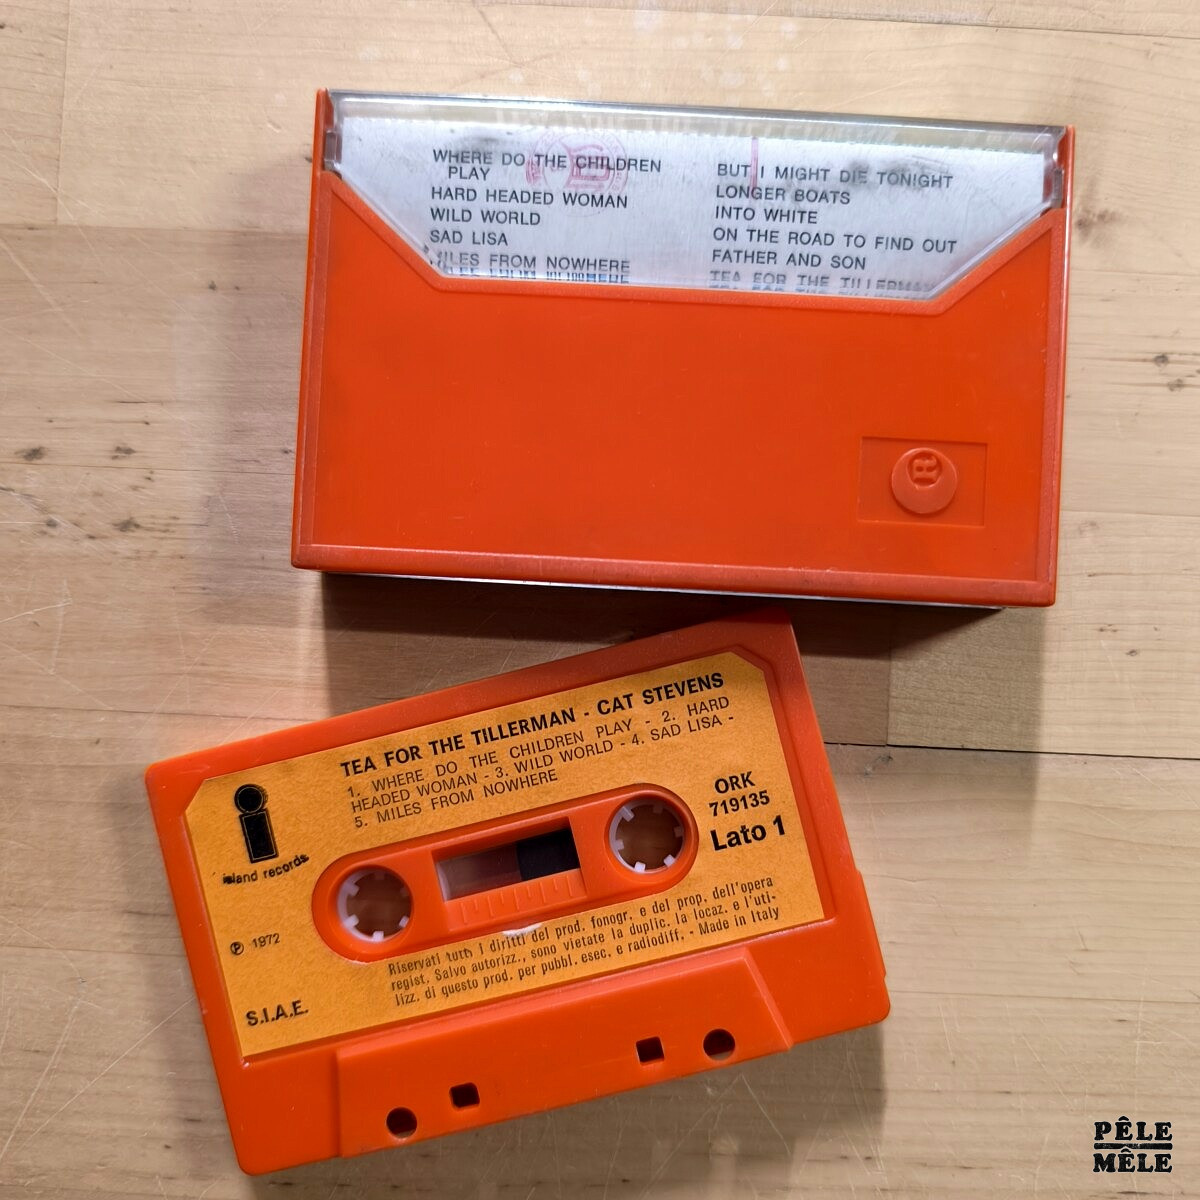 WHERE DO THE CHILDREN
PLAY
HARD HEADED WOMAN
WILD WORLD
SAD LISA
MILES FROM NOWHERE
BUT I MIGHT DIE TONIGHT
LONGER BOATS
INTO WHITE
ON THE ROAD TO FIND OUT
FATHER AND SON
TEA FOR THE TILLERMAN
R
TEA FOR THE TILLERMAN - CAT STEVENS
1. WHERE DO THE CHILDREN PLAY - 2. HARD
HEADED WOMAN - 3. WILD WORLD - 4. SAD LISA -
5. MILES FROM NOWHERE
island records
ORK
719135
Lato 1
℗ 1972
Riservati tutti i diritti del prod. fonogr. e del prop. dell'opera
regist. Salvo autorizz., sono vietate la duplic. la locaz. e l'uti-
lizz. di questo prod. per pubbl. esec. e radiodiff. - Made in Italy
S.I.A.E.
PÊLE
MÊLE